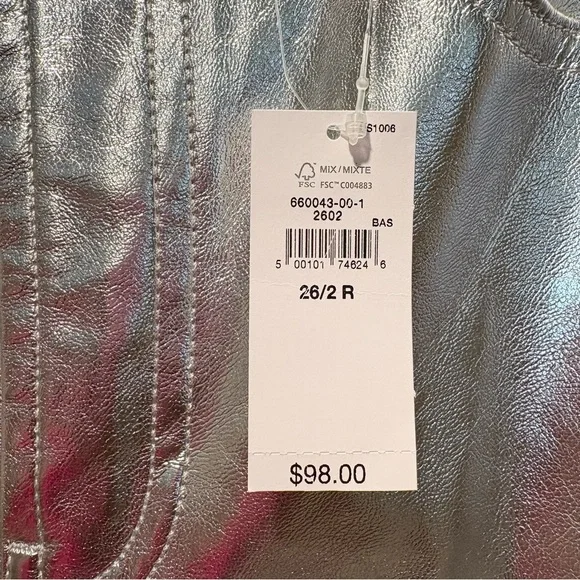 S1006
MIX / MIXTE
FSC FSC™ C004883
660043-00-1
2602
BAS
5 00101 74624 6
26/2 R
$98.00